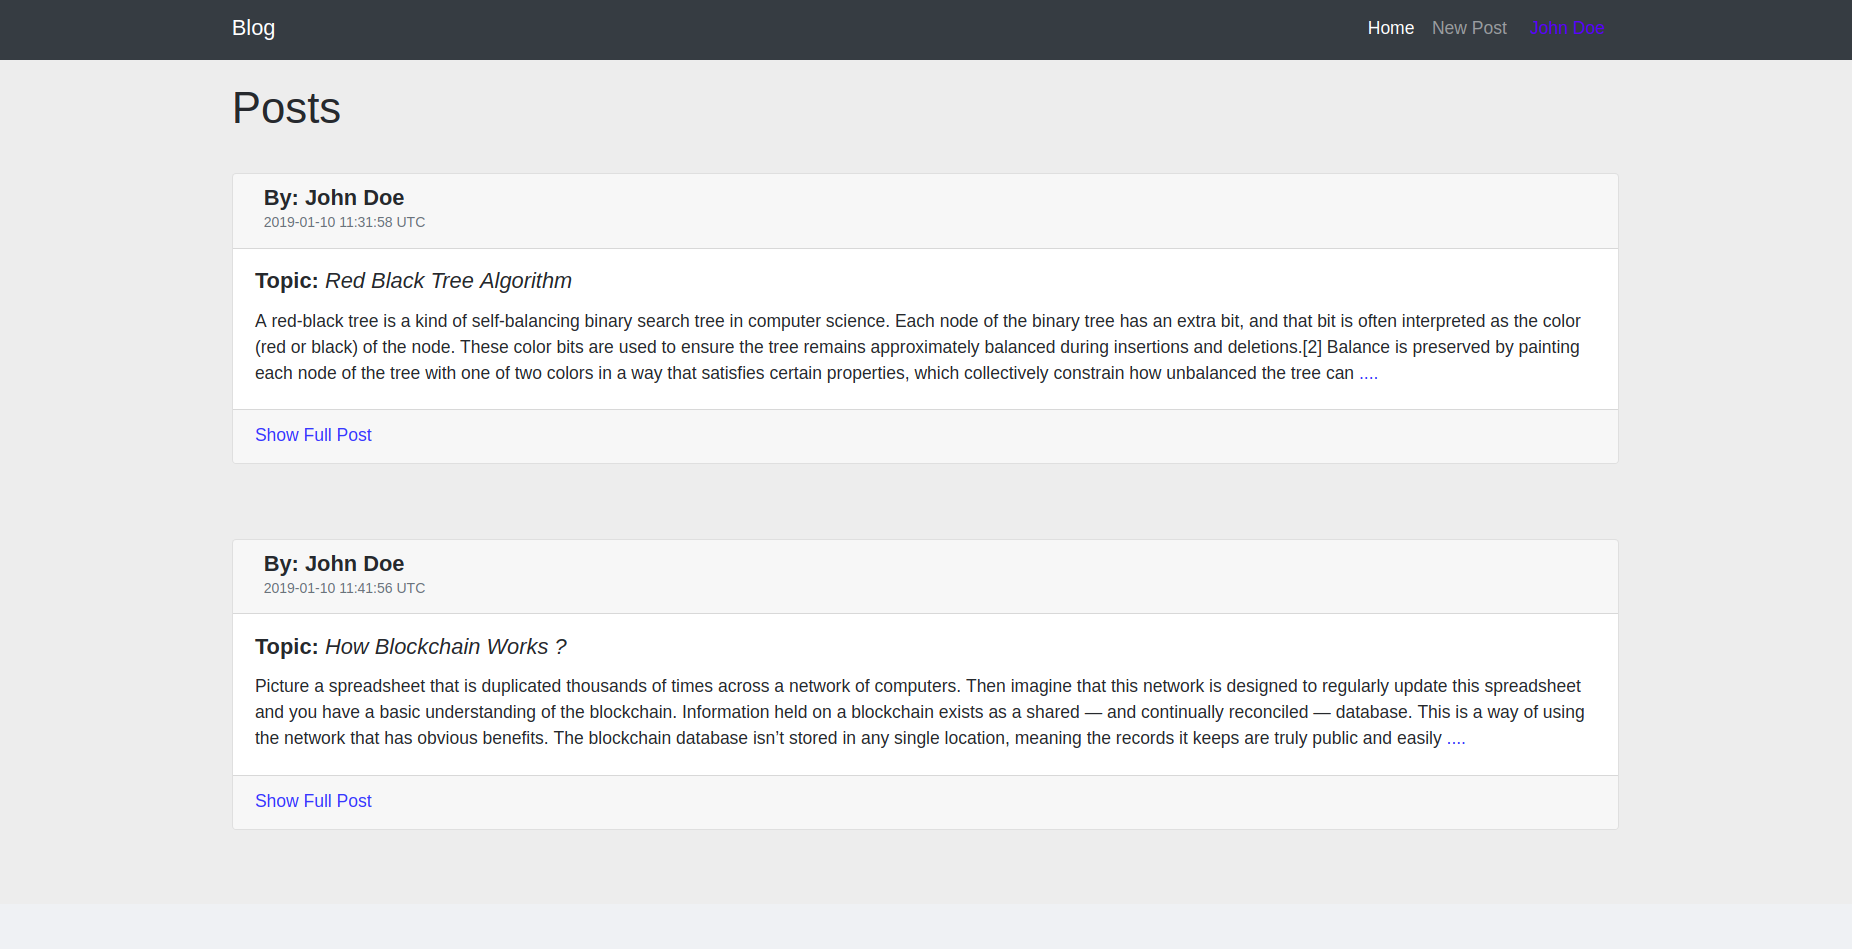 Blog
Home New Post John Doe
Posts
By: John Doe
2019-01-10 11:31:58 UTC
Topic: Red Black Tree Algorithm
A red-black tree is a kind of self-balancing binary search tree in computer science. Each node of the binary tree has an extra bit, and that bit is often interpreted as the color
(red or black) of the node. These color bits are used to ensure the tree remains approximately balanced during insertions and deletions.[2] Balance is preserved by painting
each node of the tree with one of two colors in a way that satisfies certain properties, which collectively constrain how unbalanced the tree can ....
Show Full Post
By: John Doe
2019-01-10 11:41:56 UTC
Topic: How Blockchain Works ?
Picture a spreadsheet that is duplicated thousands of times across a network of computers. Then imagine that this network is designed to regularly update this spreadsheet
and you have a basic understanding of the blockchain. Information held on a blockchain exists as a shared — and continually reconciled — database. This is a way of using
the network that has obvious benefits. The blockchain database isn’t stored in any single location, meaning the records it keeps are truly public and easily ....
Show Full Post